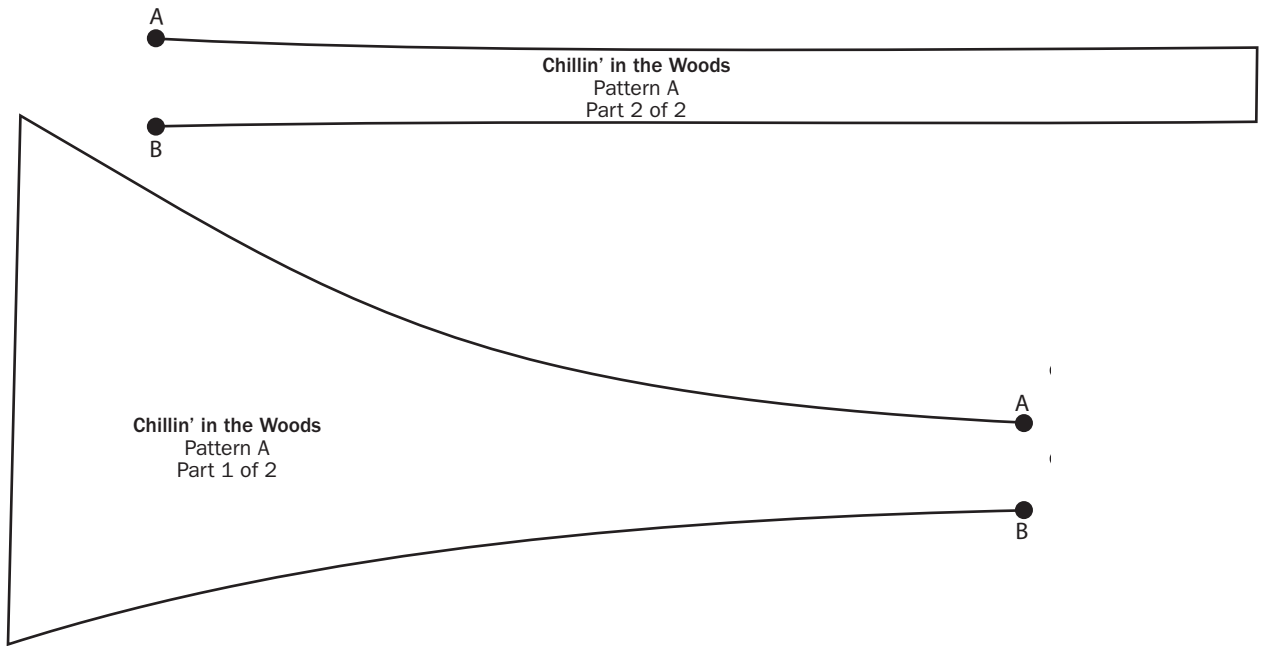 A
Chillin' in the Woods
Pattern A
Part 2 of 2
B
A
Chillin' in the Woods
Pattern A
Part 1 of 2
B